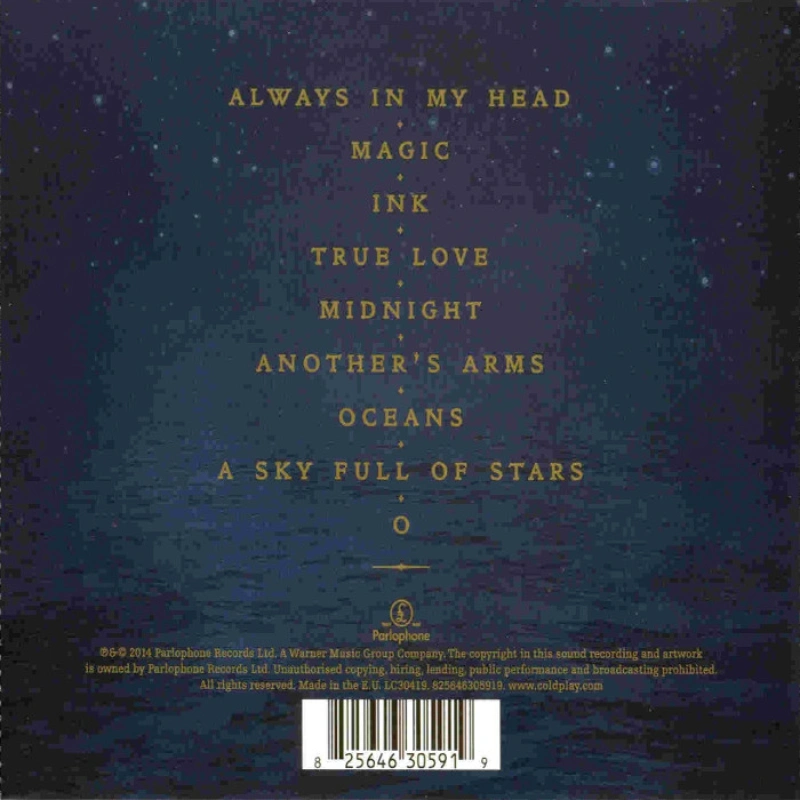 ALWAYS IN MY HEAD
MAGIC
INK
TRUE LOVE
MIDNIGHT
ANOTHER'S ARMS
OCEANS
A SKY FULL OF STARS
O
£
Parlophone
℗&© 2014 Parlophone Records Ltd. A Warner Music Group Company. The copyright in this sound recording and artwork
is owned by Parlophone Records Ltd. Unauthorised copying, hiring, lending, public performance and broadcasting prohibited.
All rights reserved. Made in the E.U. LC30419. 825646305919. www.coldplay.com
8 25646 30591 9